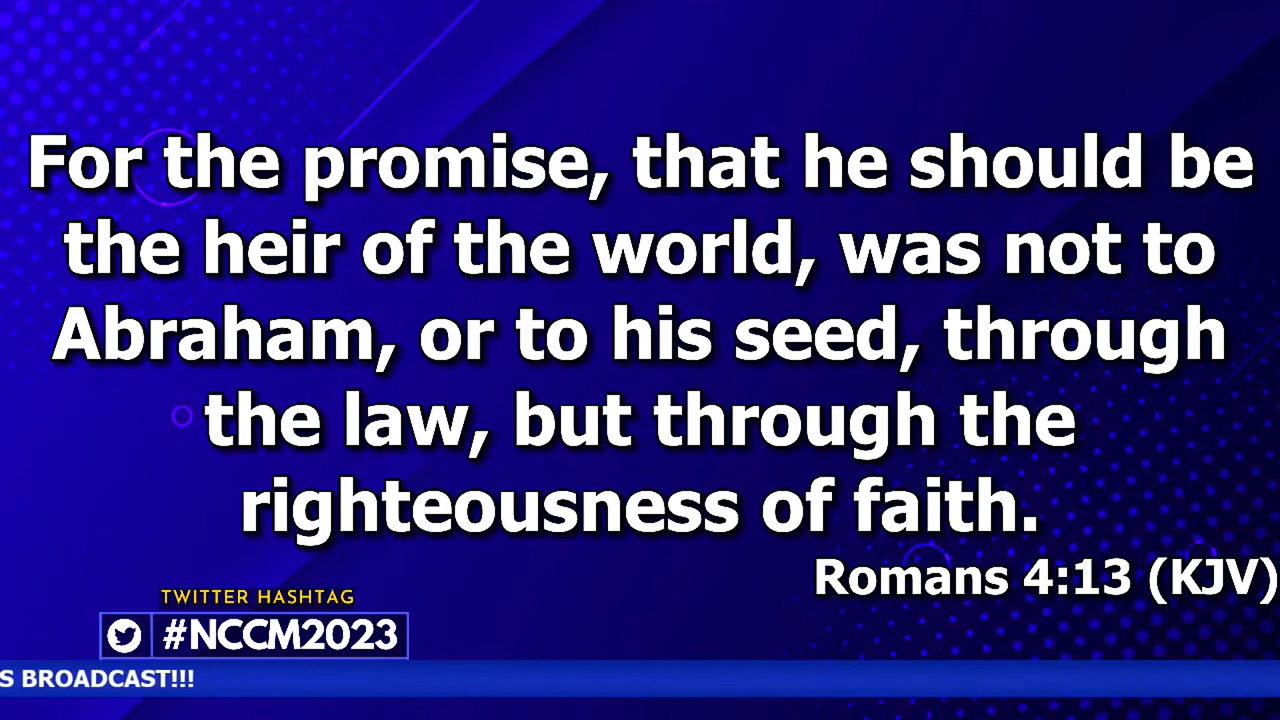 For the promise, that he should be
the heir of the world, was not to
Abraham, or to his seed, through
the law, but through the
righteousness of faith.
Romans 4:13 (KJV)
TWITTER HASHTAG
#NCCM2023
S BROADCAST!!!